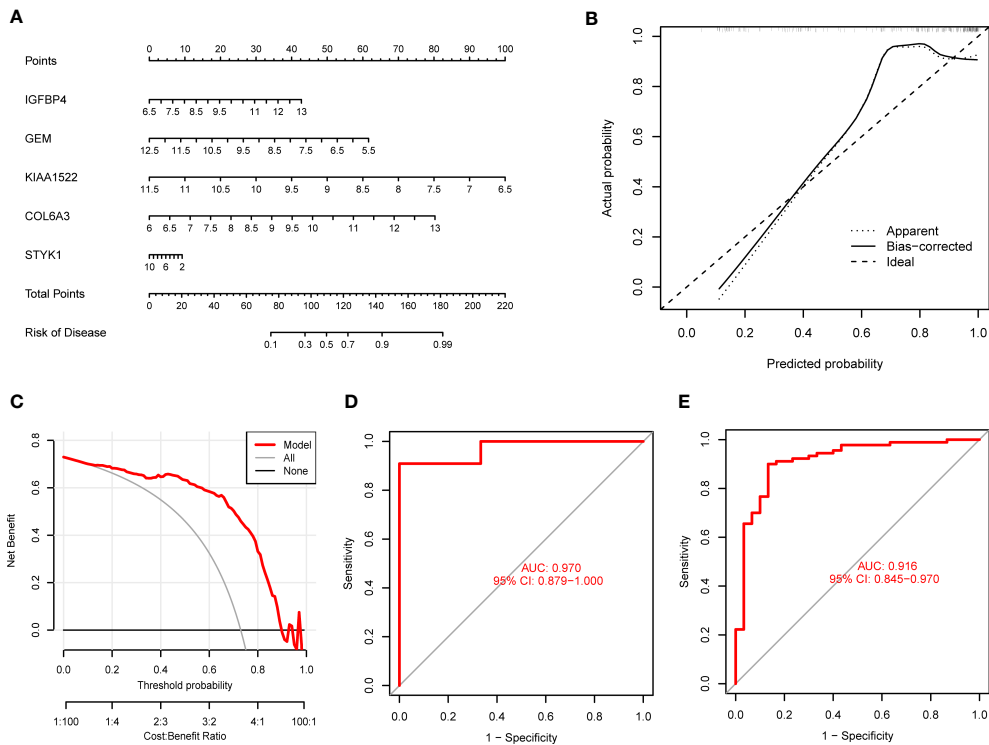 A
Points
0 10 20 30 40 50 60 70 80 90 100
IGFBP4
6.5 7.5 8.5 9.5 11 12 13
GEM
12.5 11.5 10.5 9.5 8.5 7.5 6.5 5.5
KIAA1522
11.5 11 10.5 10 9.5 9 8.5 8 7.5 7 6.5
COL6A3
6 6.5 7 7.5 8 8.5 9 9.5 10 11 12 13
STYK1
10 6 2
Total Points
0 20 40 60 80 100 120 140 160 180 200 220
Risk of Disease
0.1 0.3 0.5 0.7 0.9 0.99
B
Actual probability
1.0
0.8
0.6
0.4
0.2
0.0
Apparent
Bias−corrected
Ideal
0.0 0.2 0.4 0.6 0.8 1.0
Predicted probability
C
Net Benefit
0.8
0.6
0.4
0.2
0.0
Model
All
None
0.0 0.2 0.4 0.6 0.8 1.0
Threshold probability
1:100 1:4 2:3 3:2 4:1 100:1
Cost:Benefit Ratio
D
Sensitivity
1.0
0.8
0.6
0.4
0.2
0.0
AUC: 0.970
95% CI: 0.879−1.000
0.0 0.2 0.4 0.6 0.8 1.0
1 − Specificity
E
Sensitivity
1.0
0.8
0.6
0.4
0.2
0.0
AUC: 0.916
95% CI: 0.845−0.970
0.0 0.2 0.4 0.6 0.8 1.0
1 − Specificity